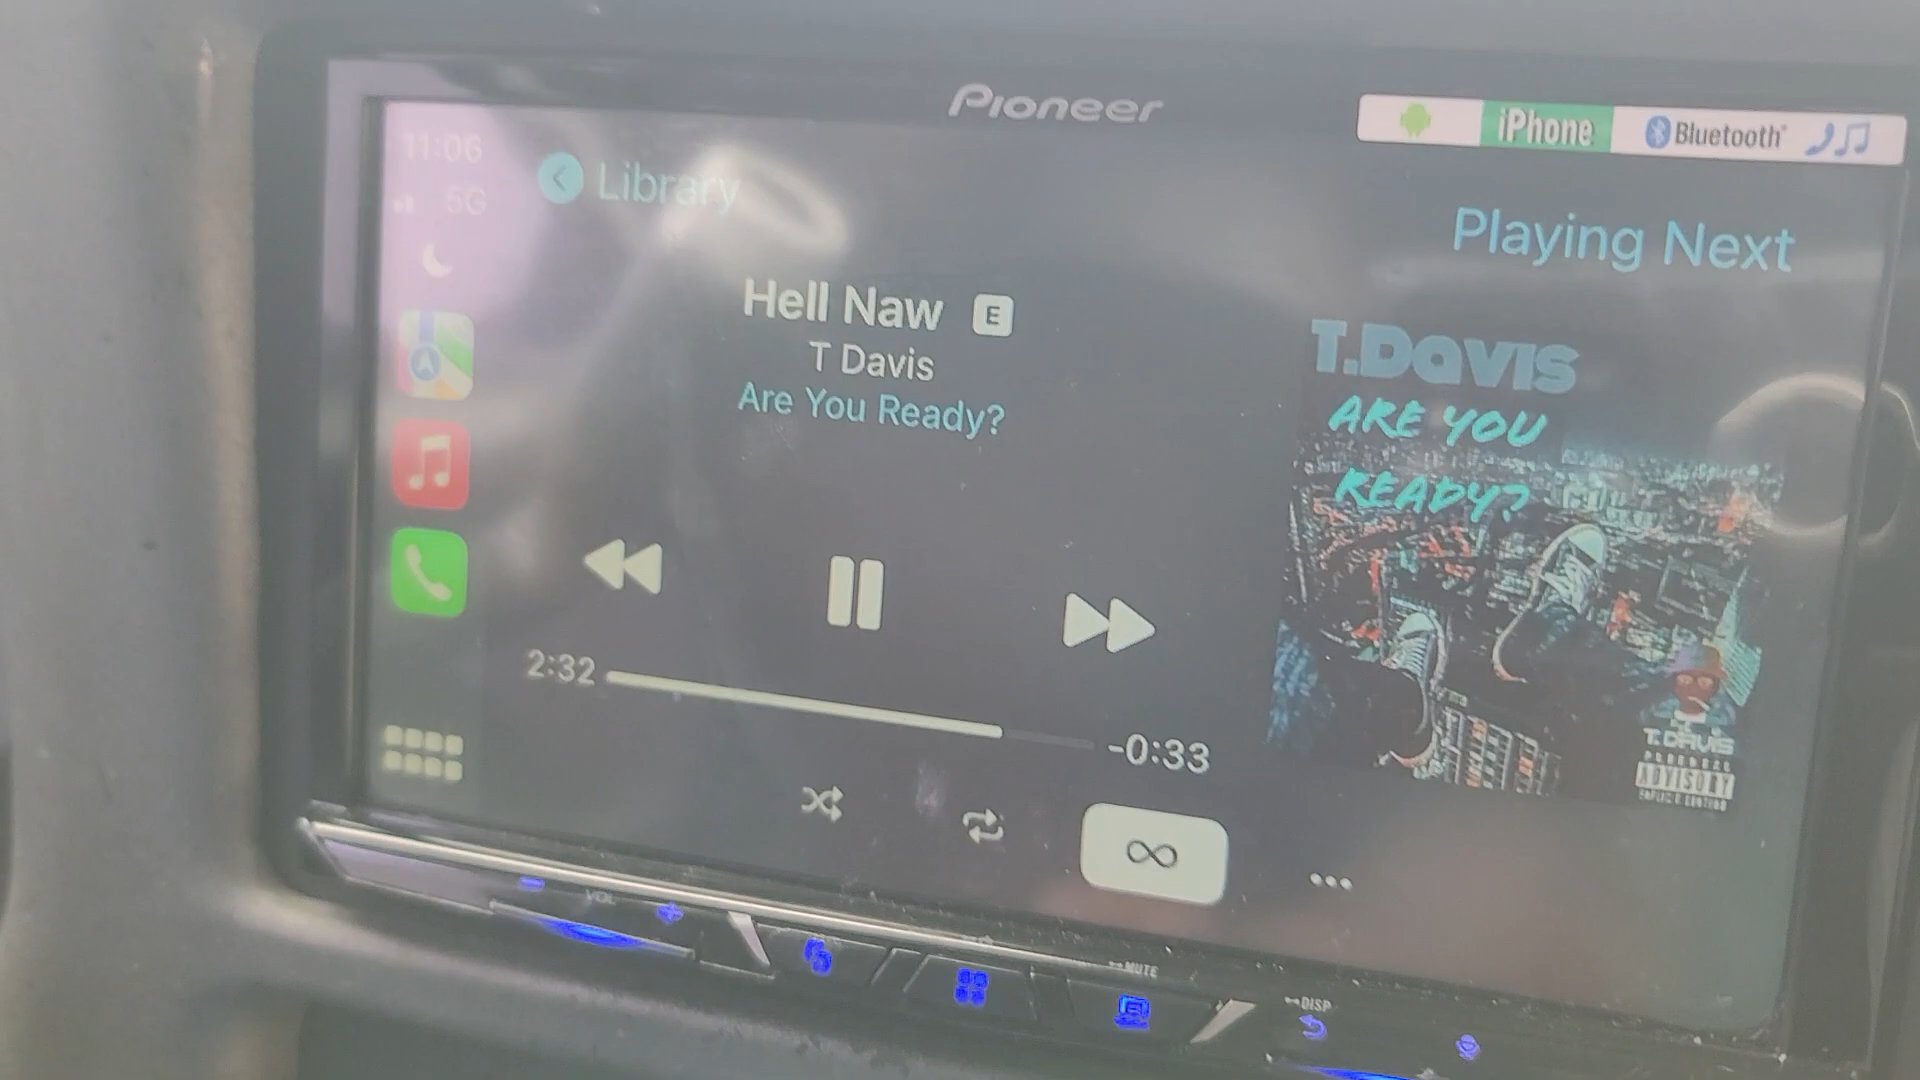 Pioneer
iPhone
Bluetooth
11:06
5G
Library
Playing Next
Hell Naw E
T Davis
Are You Ready?
T.DAVIS
ARE YOU
READY?
2:32
-0:33
T.DAVIS
ADVISORY
VOL
MUTE
DISP